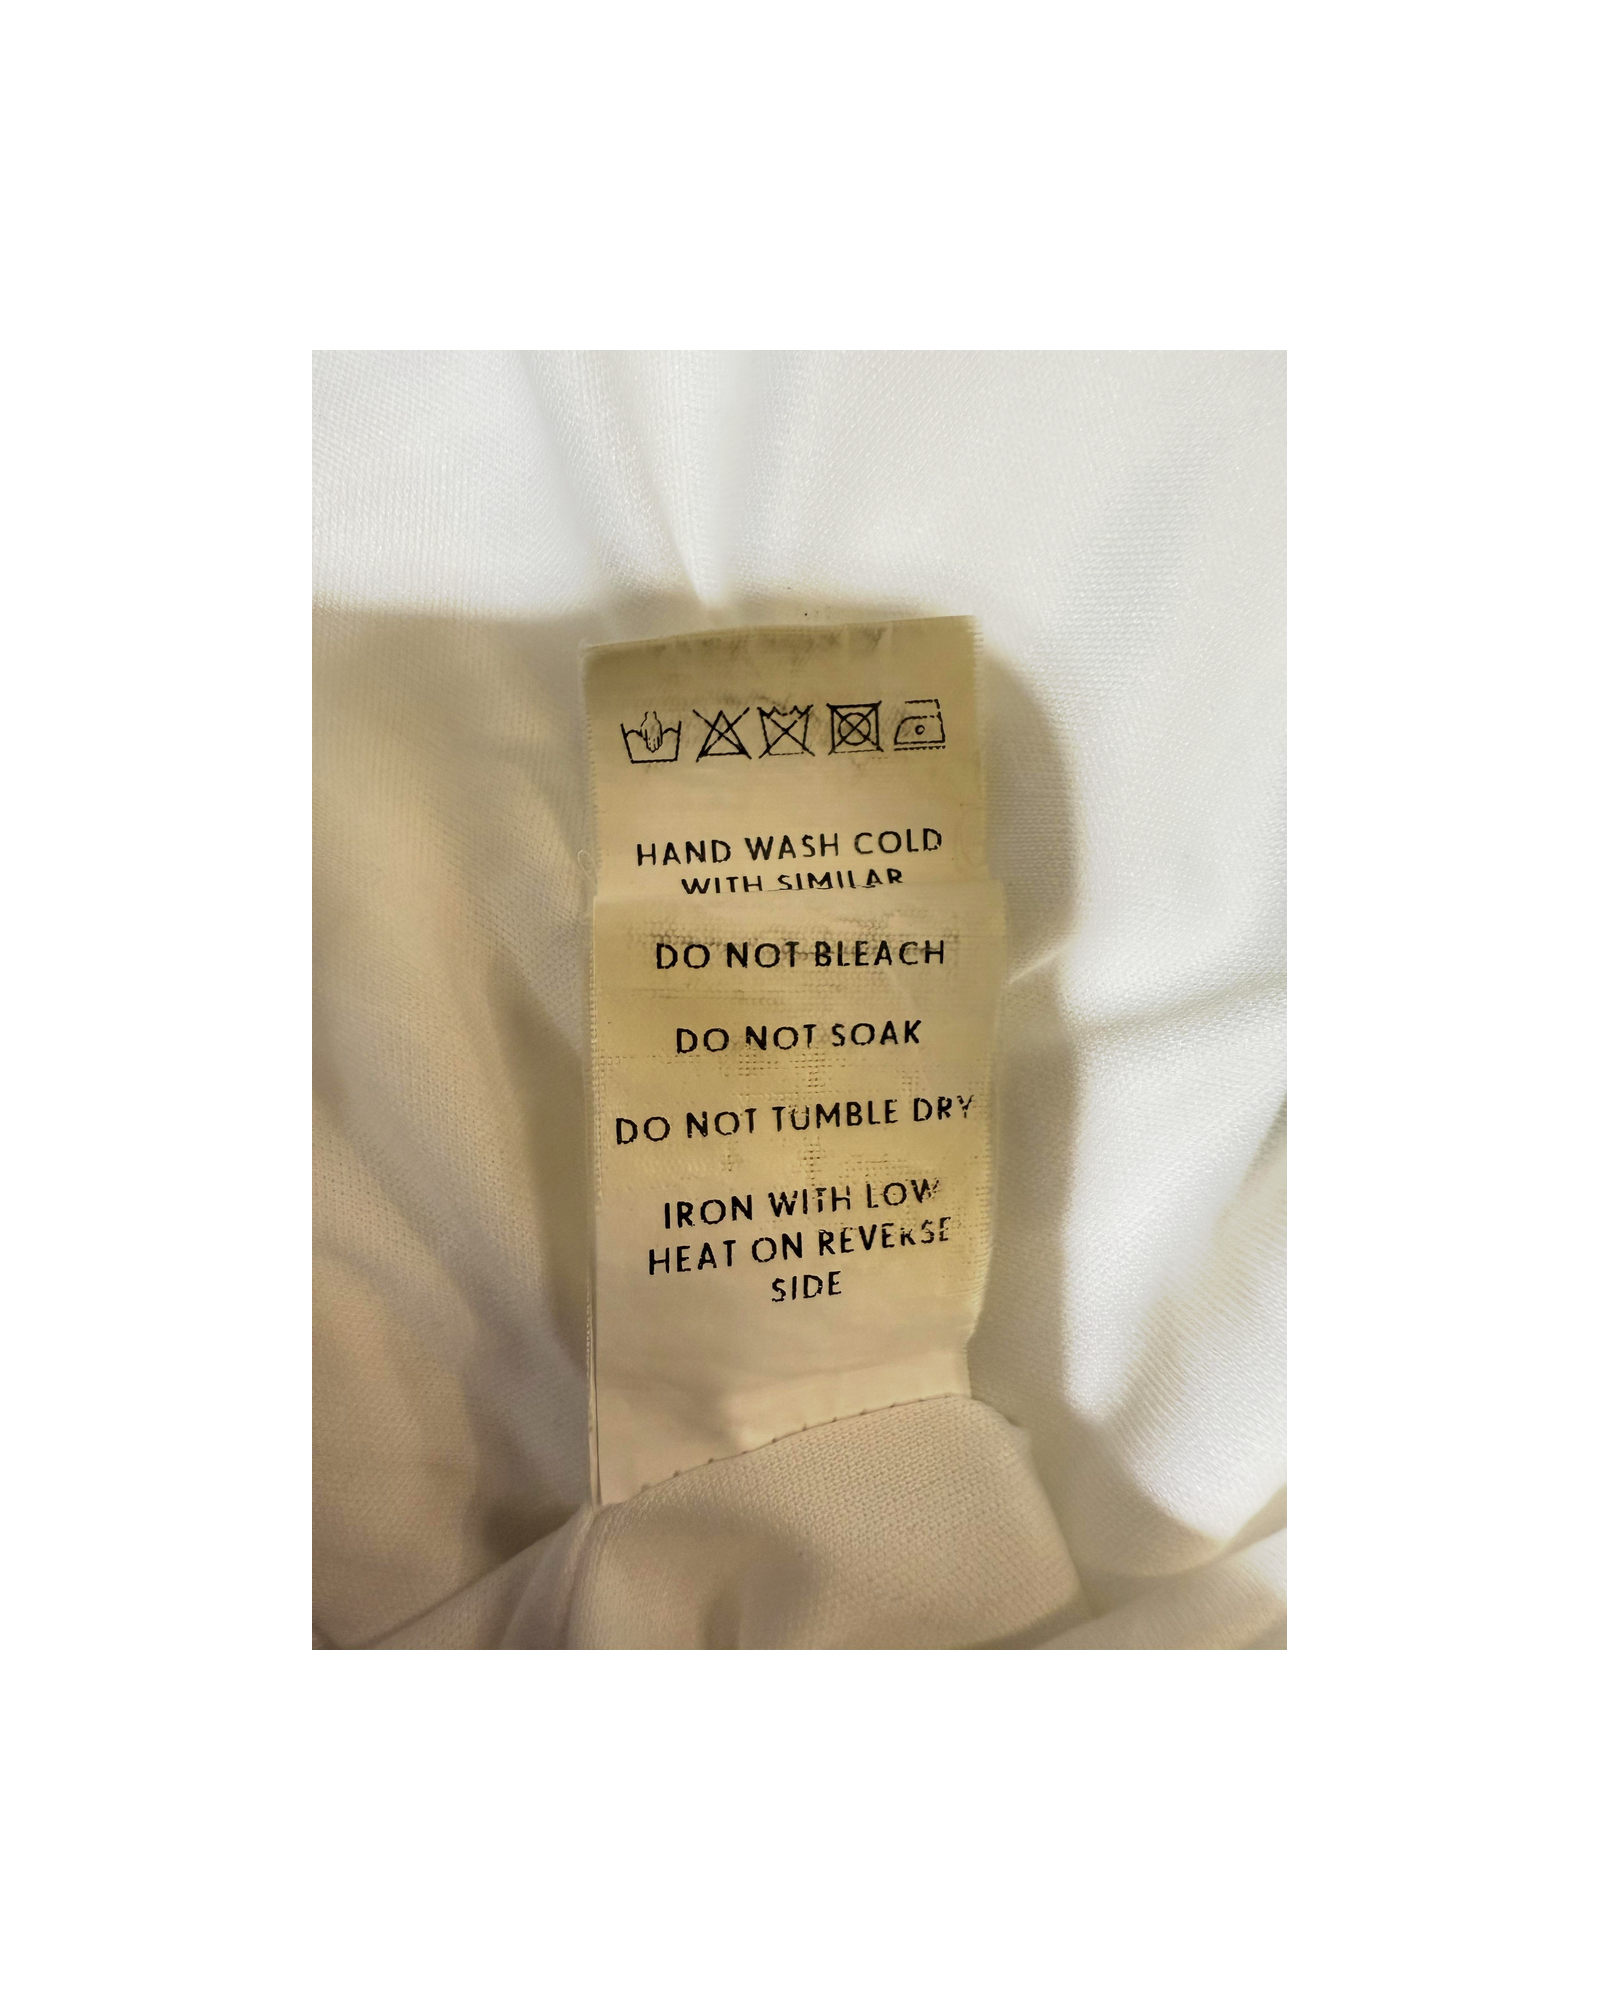 HAND WASH COLD
WITH SIMILAR
DO NOT BLEACH
DO NOT SOAK
DO NOT TUMBLE DRY
IRON WITH LOW
HEAT ON REVERSE
SIDE